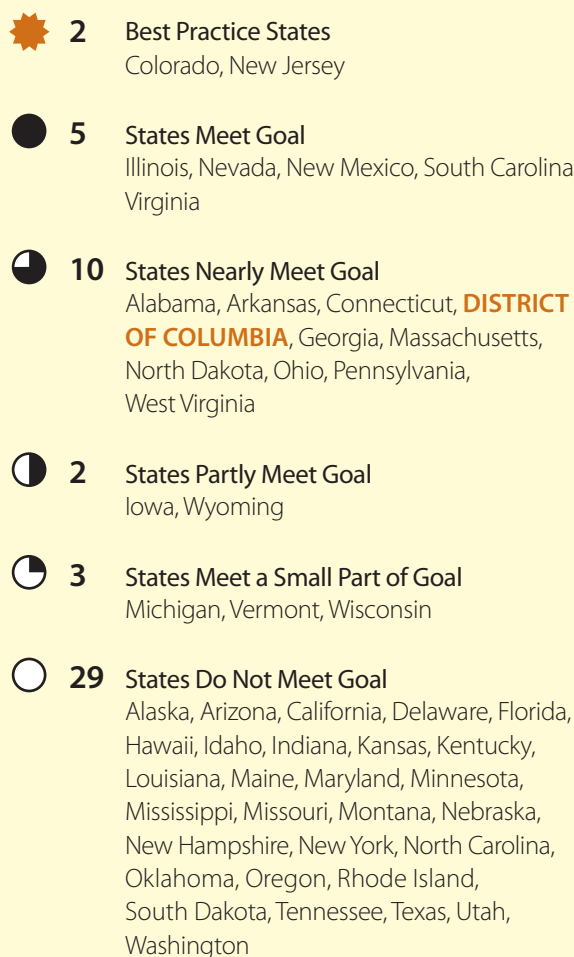 2 Best Practice States
Colorado, New Jersey
5 States Meet Goal
Illinois, Nevada, New Mexico, South Carolina
Virginia
10 States Nearly Meet Goal
Alabama, Arkansas, Connecticut, DISTRICT
OF COLUMBIA, Georgia, Massachusetts,
North Dakota, Ohio, Pennsylvania,
West Virginia
2 States Partly Meet Goal
Iowa, Wyoming
3 States Meet a Small Part of Goal
Michigan, Vermont, Wisconsin
29 States Do Not Meet Goal
Alaska, Arizona, California, Delaware, Florida,
Hawaii, Idaho, Indiana, Kansas, Kentucky,
Louisiana, Maine, Maryland, Minnesota,
Mississippi, Missouri, Montana, Nebraska,
New Hampshire, New York, North Carolina,
Oklahoma, Oregon, Rhode Island,
South Dakota, Tennessee, Texas, Utah,
Washington